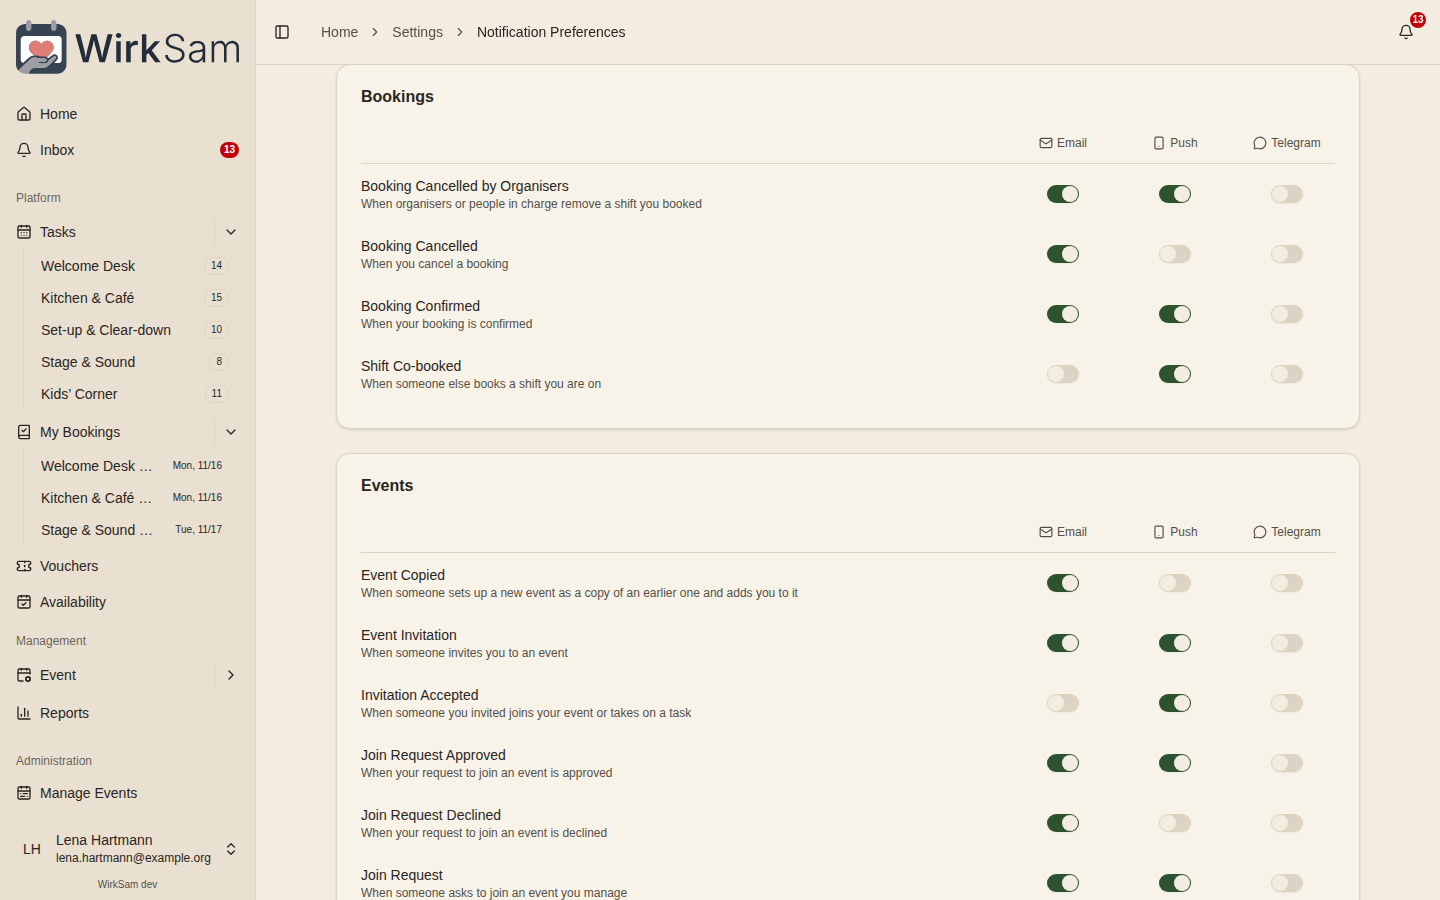 WirkSam
Home
Inbox 13
Platform
Tasks
Welcome Desk 14
Kitchen & Café 15
Set-up & Clear-down 10
Stage & Sound 8
Kids’ Corner 11
My Bookings
Welcome Desk … Mon, 11/16
Kitchen & Café … Mon, 11/16
Stage & Sound … Tue, 11/17
Vouchers
Availability
Management
Event
Reports
Administration
Manage Events
LH
Lena Hartmann
lena.hartmann@example.org
WirkSam dev
Home Settings Notification Preferences
13
Bookings
Email Push Telegram
Booking Cancelled by Organisers
When organisers or people in charge remove a shift you booked
Booking Cancelled
When you cancel a booking
Booking Confirmed
When your booking is confirmed
Shift Co-booked
When someone else books a shift you are on
Events
Email Push Telegram
Event Copied
When someone sets up a new event as a copy of an earlier one and adds you to it
Event Invitation
When someone invites you to an event
Invitation Accepted
When someone you invited joins your event or takes on a task
Join Request Approved
When your request to join an event is approved
Join Request Declined
When your request to join an event is declined
Join Request
When someone asks to join an event you manage